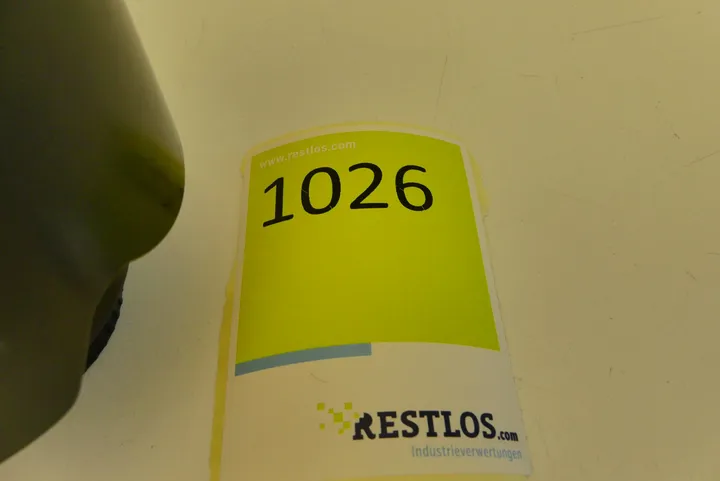 www.restlos.com
1026
RESTLOS.com
Industrieverwertungen